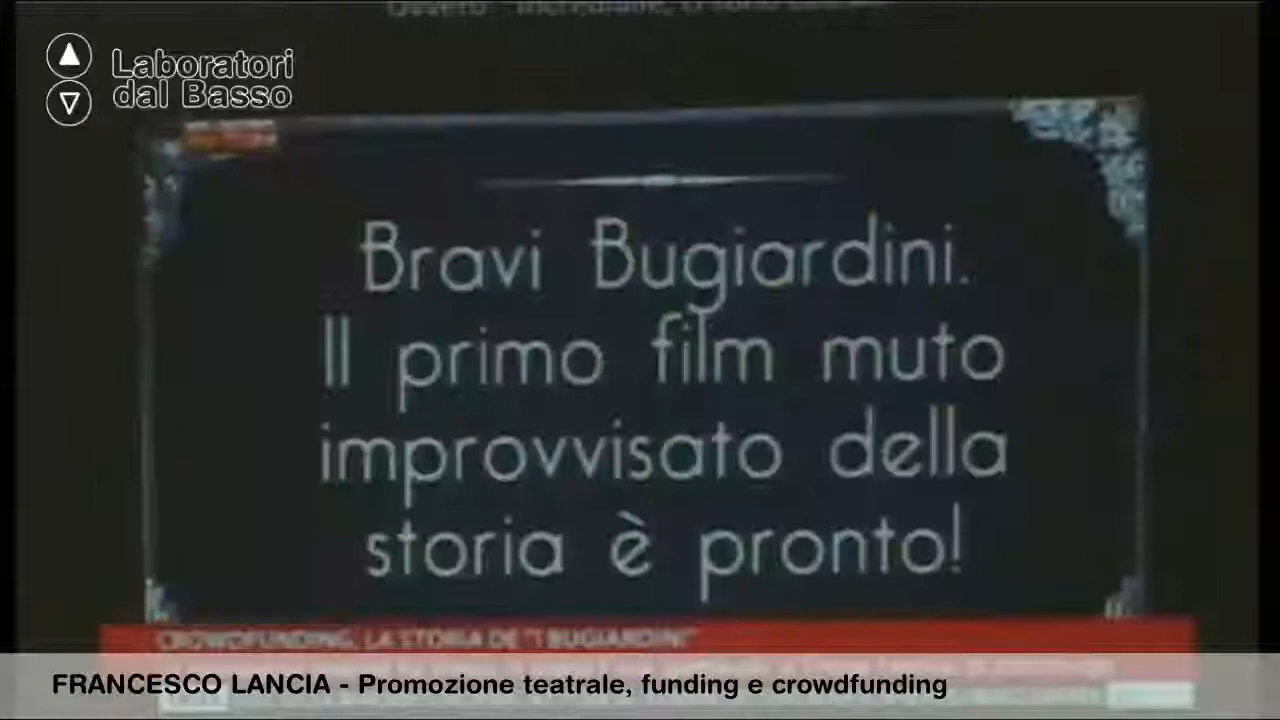 Laboratori
dal Basso
Bravi Bugiardini.
Il primo film muto
improvvisato della
storia è pronto!
CROWDFUNDING, LA STORIA DE "I BUGIARDINI"
FRANCESCO LANCIA - Promozione teatrale, funding e crowdfunding